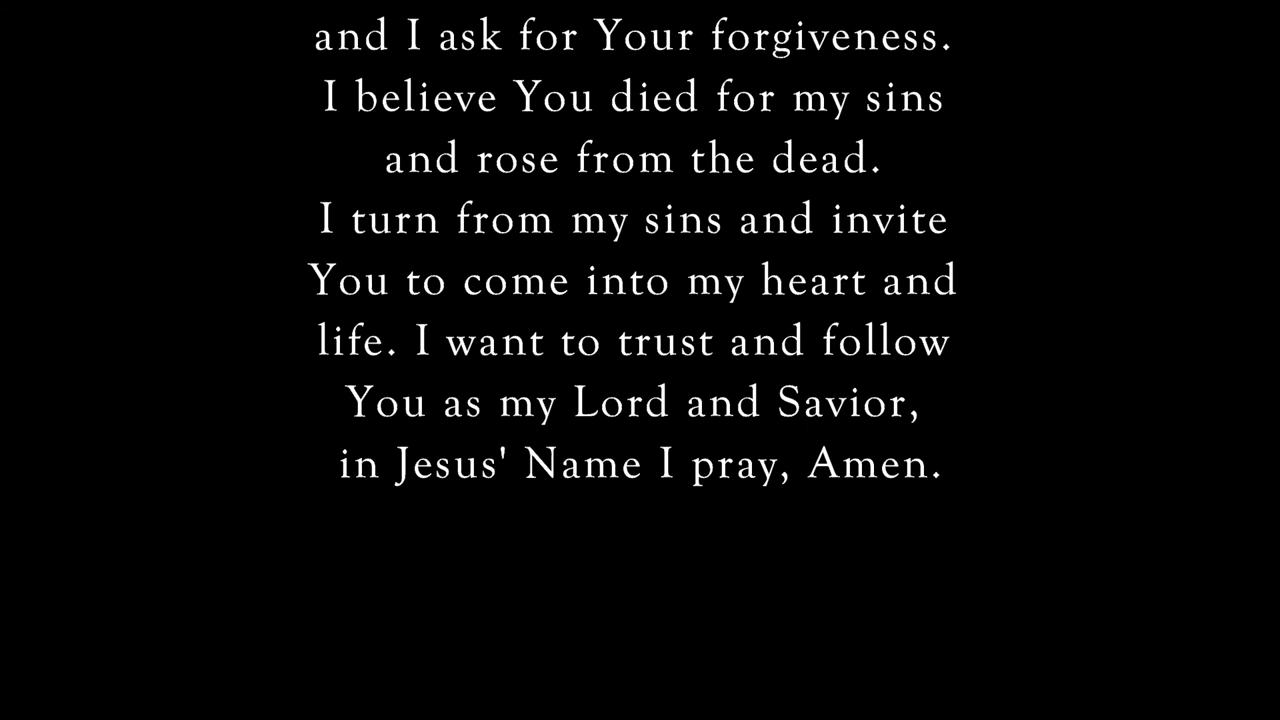 and I ask for Your forgiveness.
I believe You died for my sins
and rose from the dead.
I turn from my sins and invite
You to come into my heart and
life. I want to trust and follow
You as my Lord and Savior,
in Jesus' Name I pray, Amen.